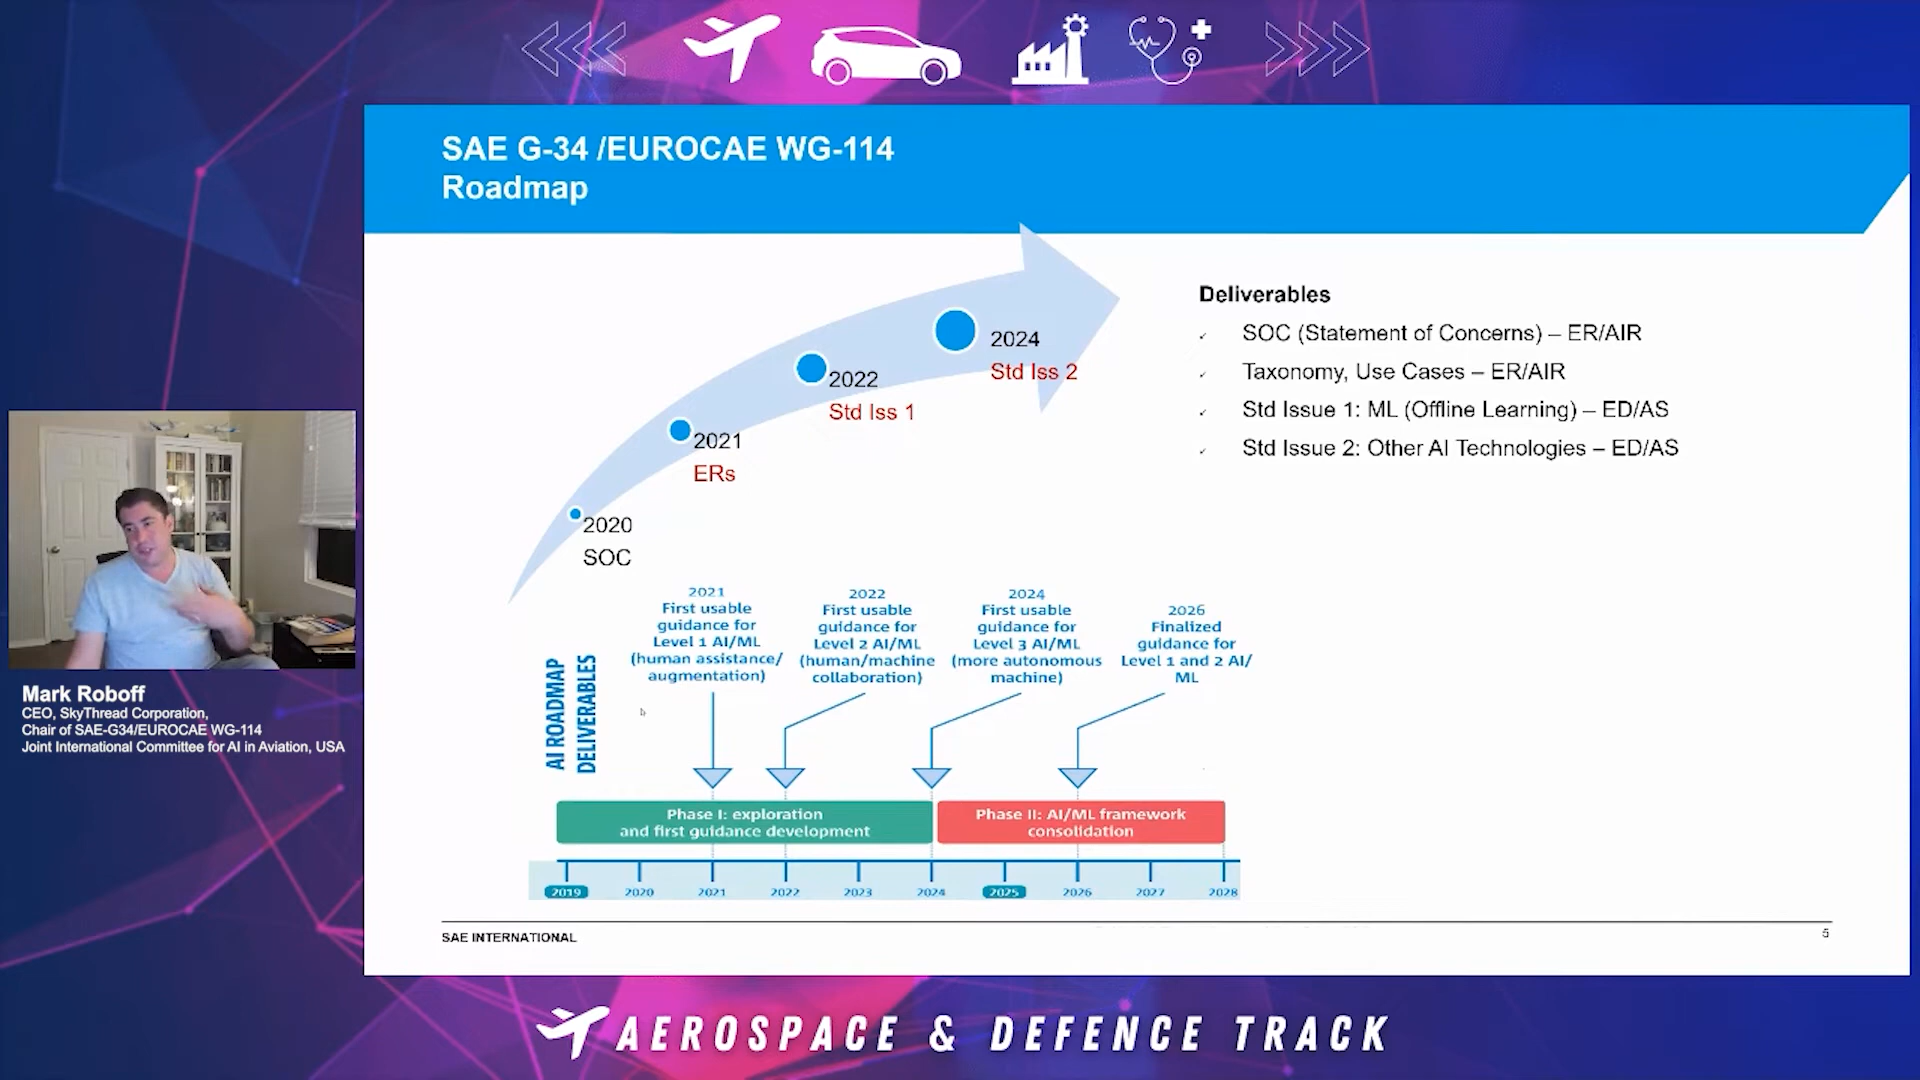 SAE G-34 /EUROCAE WG-114
Roadmap
2024
Std Iss 2
2022
Std Iss 1
2021
ERs
2020
SOC
Deliverables
✓ SOC (Statement of Concerns) – ER/AIR
✓ Taxonomy, Use Cases – ER/AIR
✓ Std Issue 1: ML (Offline Learning) – ED/AS
✓ Std Issue 2: Other AI Technologies – ED/AS
AI ROADMAP
DELIVERABLES
2021
First usable
guidance for
Level 1 AI/ML
(human assistance/
augmentation)
2022
First usable
guidance for
Level 2 AI/ML
(human/machine
collaboration)
2024
First usable
guidance for
Level 3 AI/ML
(more autonomous
machine)
2026
Finalized
guidance for
Level 1 and 2 AI/
ML
Phase I: exploration
and first guidance development
Phase II: AI/ML framework
consolidation
2019 2020 2021 2022 2023 2024 2025 2026 2027 2028
SAE INTERNATIONAL
5
Mark Roboff
CEO, SkyThread Corporation,
Chair of SAE-G34/EUROCAE WG-114
Joint International Committee for AI in Aviation, USA
AEROSPACE & DEFENCE TRACK